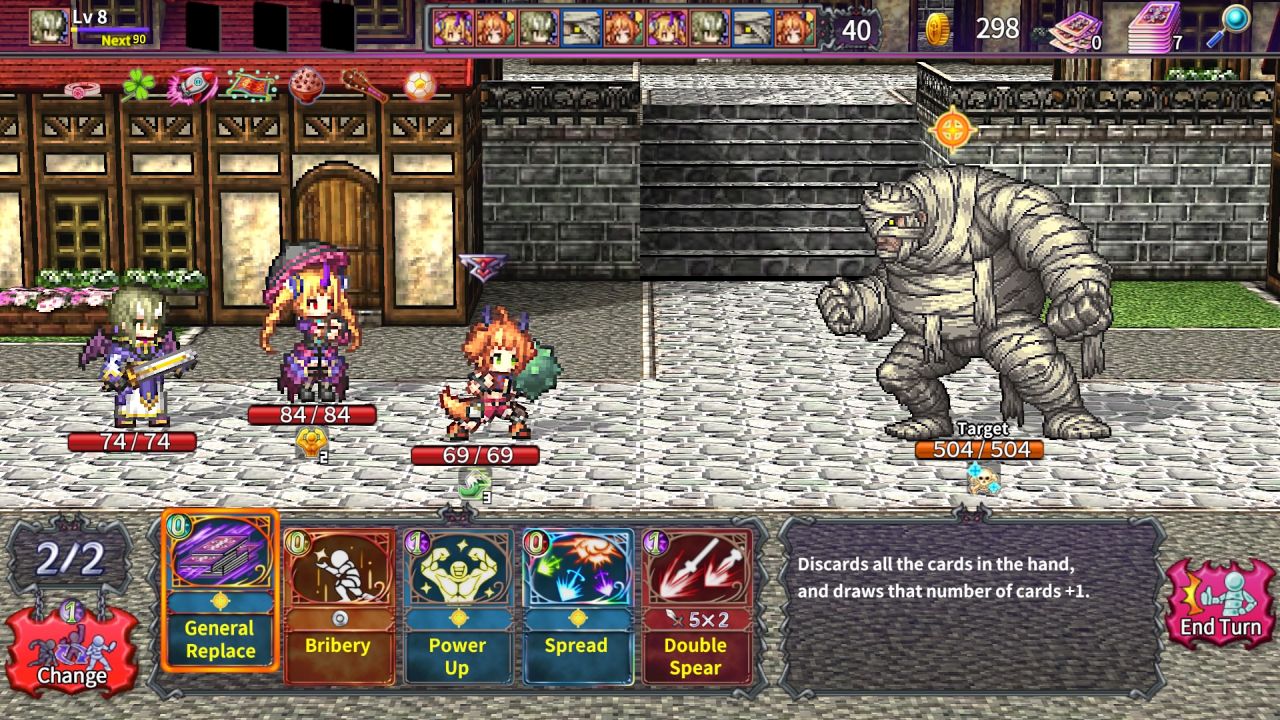 Lv 8
Next 90
40
298
0
7
74/74
84/84
2
69/69
3
Target
504/504
2/2
1
Change
0
General
Replace
0
Bribery
1
Power
Up
0
Spread
1
5×2
Double
Spear
Discards all the cards in the hand,
and draws that number of cards +1.
End Turn